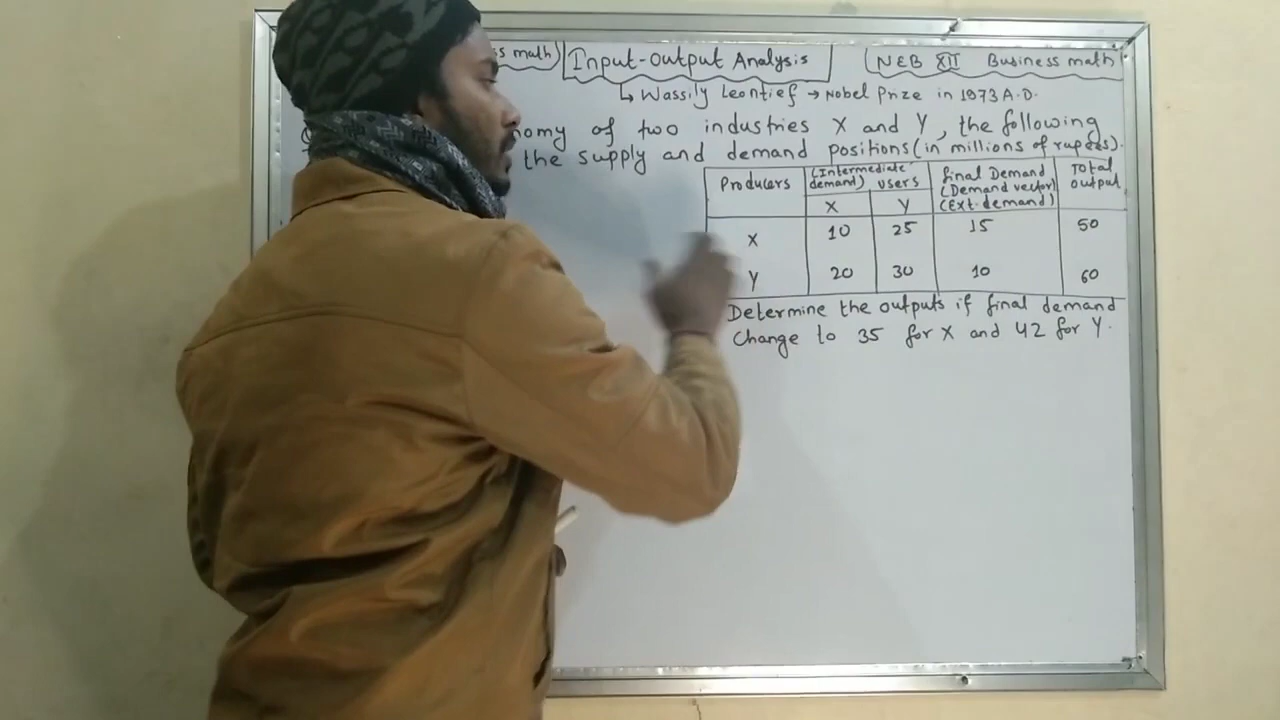 ss math) Input-Output Analysis (NEB XII Business math
↳ Wassily Leontief → Nobel Prize in 1973 A.D.
nomy of two industries X and Y, the following
the supply and demand positions (in millions of rupees).
Producers (Intermediate demand) users Final Demand (Demand vector) (Ext. demand) Total output
X Y
X 10 25 15 50
Y 20 30 10 60
Determine the outputs if final demand
change to 35 for X and 42 for Y.